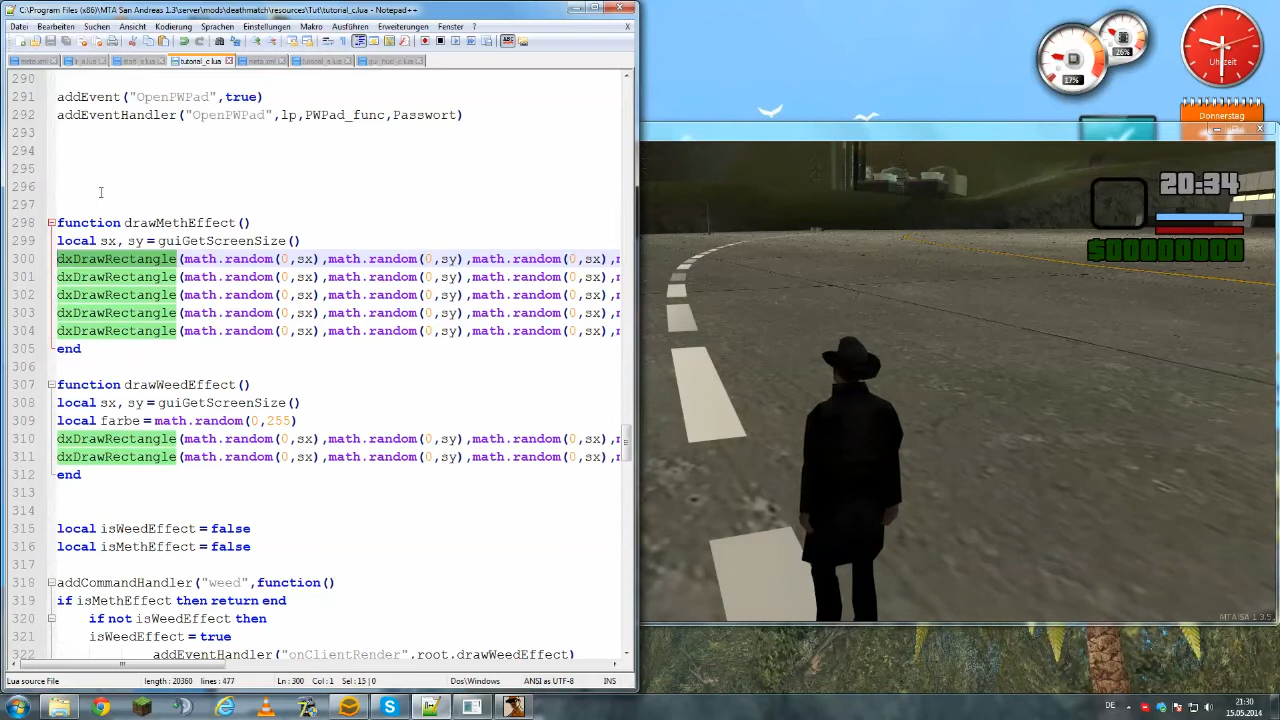 C:\Program Files (x86)\MTA San Andreas 1.3\server\mods\deathmatch\resources\Tut\tutorial_c.lua - Notepad++
Datei Bearbeiten Suchen Ansicht Kodierung Sprachen Einstellungen Makro Ausführen Erweiterungen Fenster X
tutorial_c.lua
290
291 addEvent("OpenPWPad",true)
292 addEventHandler("OpenPWPad",lp,PWPad_func,Passwort)
293
294
295
296
297
298 function drawMethEffect()
299 local sx, sy = guiGetScreenSize()
300 dxDrawRectangle(math.random(0,sx),math.random(0,sy),math.random(0,sx),
301 dxDrawRectangle(math.random(0,sx),math.random(0,sy),math.random(0,sx),
302 dxDrawRectangle(math.random(0,sx),math.random(0,sy),math.random(0,sx),
303 dxDrawRectangle(math.random(0,sx),math.random(0,sy),math.random(0,sx),
304 dxDrawRectangle(math.random(0,sx),math.random(0,sy),math.random(0,sx),
305 end
306
307 function drawWeedEffect()
308 local sx, sy = guiGetScreenSize()
309 local farbe = math.random(0,255)
310 dxDrawRectangle(math.random(0,sx),math.random(0,sy),math.random(0,sx),
311 dxDrawRectangle(math.random(0,sx),math.random(0,sy),math.random(0,sx),
312 end
313
314
315 local isWeedEffect = false
316 local isMethEffect = false
317
318 addCommandHandler("weed",function()
319 if isMethEffect then return end
320 if not isWeedEffect then
321 isWeedEffect = true
322 addEventHandler("onClientRender",root,drawWeedEffect)
Lua source File length : 20360 lines : 477 Ln : 300 Col : 1 Sel : 15 | 0 Dos\Windows ANSI as UTF-8 INS
17%
26%
Uhrzeit
Donnerstag
20:34
$00000000
MTA:SA 1.3.5
DE
21:30
15.05.2014